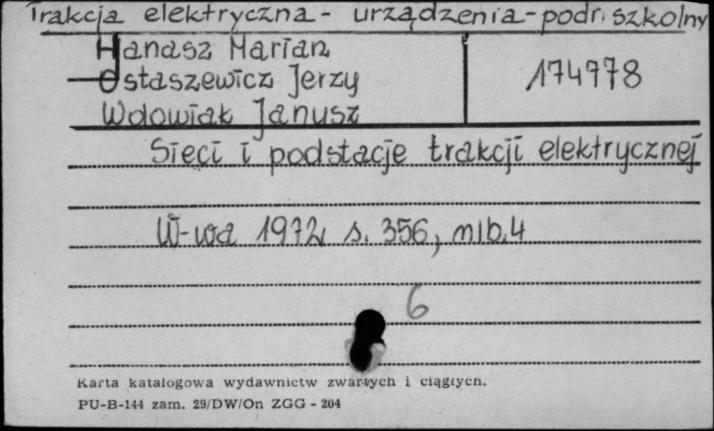 Trakcja elektryczna - urządzenia - podr. szkolny
Hanasz Marian
Ostaszewicz Jerzy
174778
Wdowiak Janusz
Sieci i podstacje trakcji elektrycznej
W-wa 1972 s. 356, nlb.4
6
Karta katalogowa wydawnictw zwartych i ciągłych.
PU-B-144 zam. 29/DW/On ZGG - 204